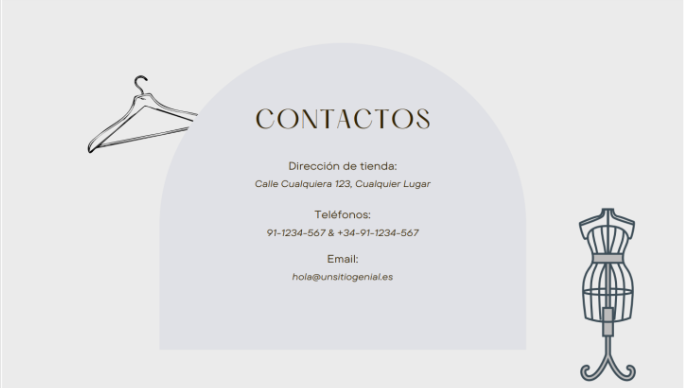 CONTACTOS
Dirección de tienda:
Calle Cualquiera 123, Cualquier Lugar
Teléfonos:
91-1234-567 & +34-91-1234-567
Email:
hola@unsitiogenial.es